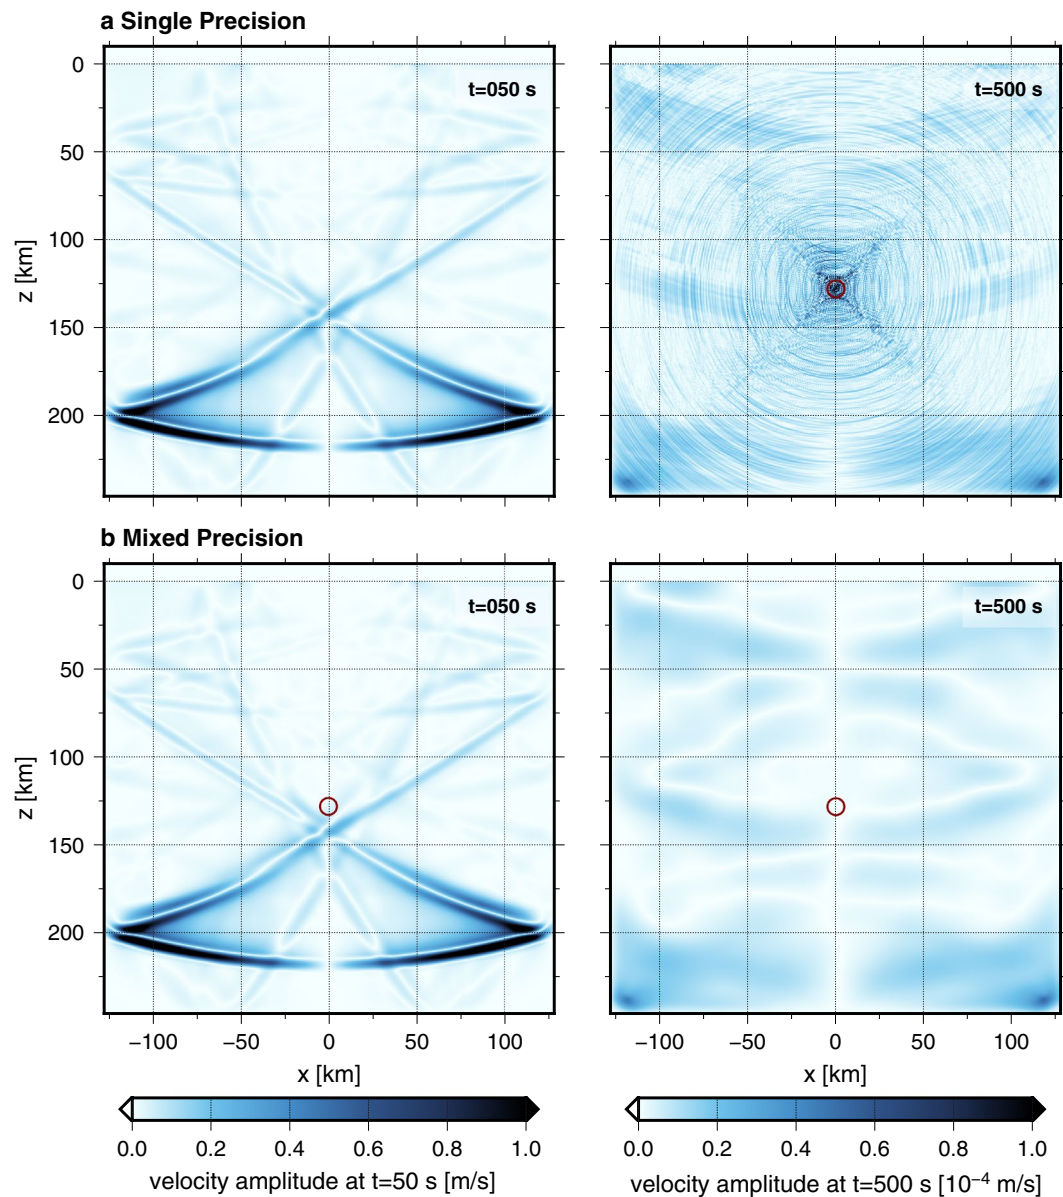 a Single Precision
t=050 s
t=500 s
0
50
100
150
200
z [km]
b Mixed Precision
t=050 s
t=500 s
0
50
100
150
200
z [km]
−100 −50 0 50 100
−100 −50 0 50 100
x [km]
x [km]
0.0 0.2 0.4 0.6 0.8 1.0
0.0 0.2 0.4 0.6 0.8 1.0
velocity amplitude at t=50 s [m/s]
velocity amplitude at t=500 s [10⁻⁴ m/s]